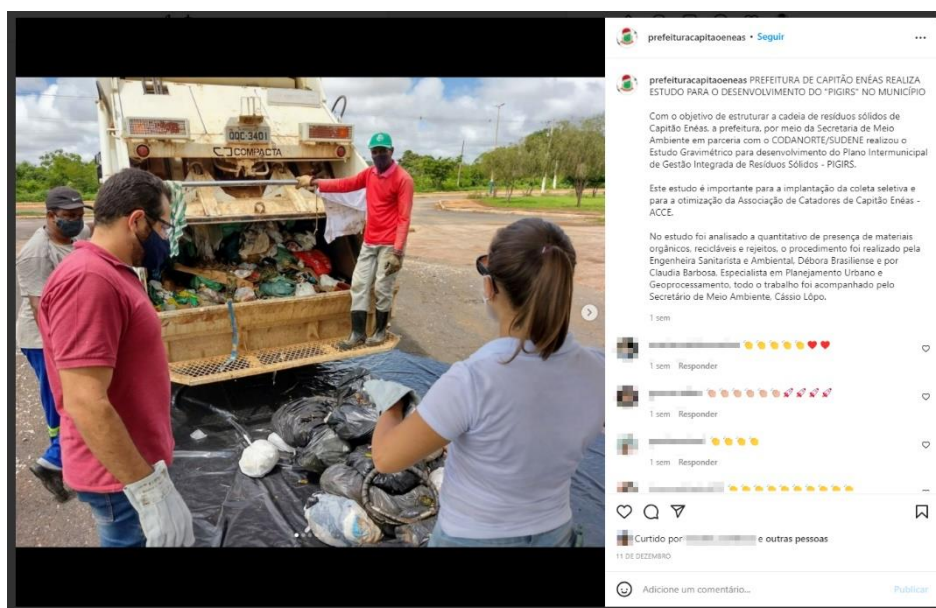 OQC-3401
COMPACTA
prefeituracapitaoeneas • Seguir
prefeituracapitaoeneas PREFEITURA DE CAPITÃO ENÉAS REALIZA
ESTUDO PARA O DESENVOLVIMENTO DO "PIGIRS" NO MUNICÍPIO
Com o objetivo de estruturar a cadeia de resíduos sólidos de
Capitão Enéas, a prefeitura, por meio da Secretaria de Meio
Ambiente em parceria com o CODANORTE/SUDENE realizou o
Estudo Gravimétrico para desenvolvimento do Plano Intermunicipal
de Gestão Integrada de Resíduos Sólidos - PIGIRS.
Este estudo é importante para a implantação da coleta seletiva e
para a otimização da Associação de Catadores de Capitão Enéas -
ACCE.
No estudo foi analisado a quantitativo de presença de materiais
orgânicos, recicláveis e rejeitos, o procedimento foi realizado pela
Engenheira Sanitarista e Ambiental, Débora Brasiliense e por
Claudia Barbosa, Especialista em Planejamento Urbano e
Geoprocessamento, todo o trabalho foi acompanhado pelo
Secretário de Meio Ambiente, Cássio Lôpo.
1 sem
1 sem Responder
1 sem Responder
1 sem Responder
Curtido por e outras pessoas
11 DE DEZEMBRO
Adicione um comentário...
Publicar